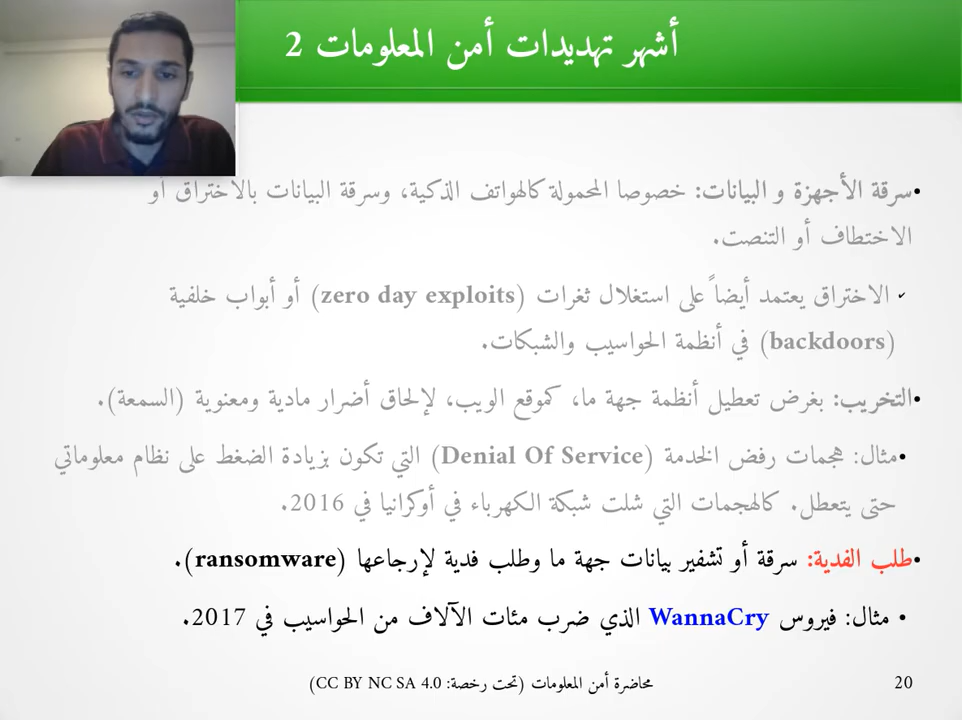 أشهر تهديدات أمن المعلومات 2
•سرقة الأجهزة و البيانات: خصوصا المحمولة كالهواتف الذكية، وسرقة البيانات بالاختراق أو
الاختطاف أو التنصت.
✓ الاختراق يعتمد أيضاً على استغلال ثغرات (zero day exploits) أو أبواب خلفية
(backdoors) في أنظمة الحواسيب والشبكات.
•التخريب: بغرض تعطيل أنظمة جهة ما، كموقع الويب، لإلحاق أضرار مادية ومعنوية (السمعة).
•مثال: هجمات رفض الخدمة (Denial Of Service) التي تكون بزيادة الضغط على نظام معلوماتي
حتى يتعطل. كالهجمات التي شلت شبكة الكهرباء في أوكرانيا في 2016.
•طلب الفدية: سرقة أو تشفير بيانات جهة ما وطلب فدية لإرجاعها (ransomware).
• مثال: فيروس WannaCry الذي ضرب مئات الآلاف من الحواسيب في 2017.
محاضرة أمن المعلومات (تحت رخصة: CC BY NC SA 4.0)
20